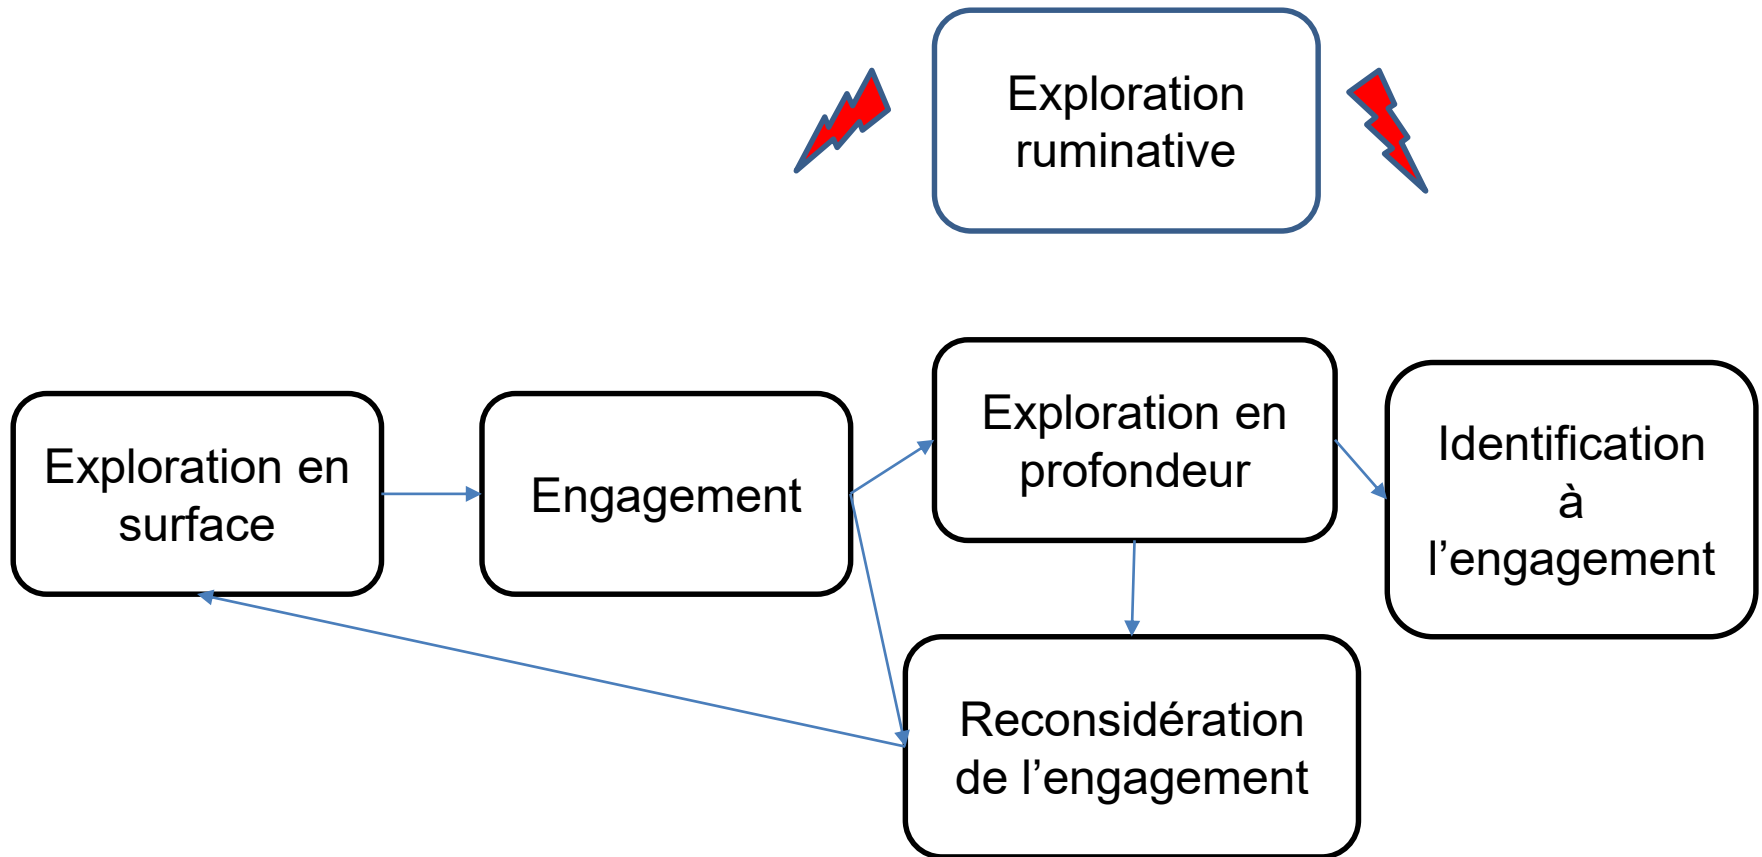 Exploration
ruminative
Exploration en
surface
Engagement
Exploration en
profondeur
Identification
à
l’engagement
Reconsidération
de l’engagement